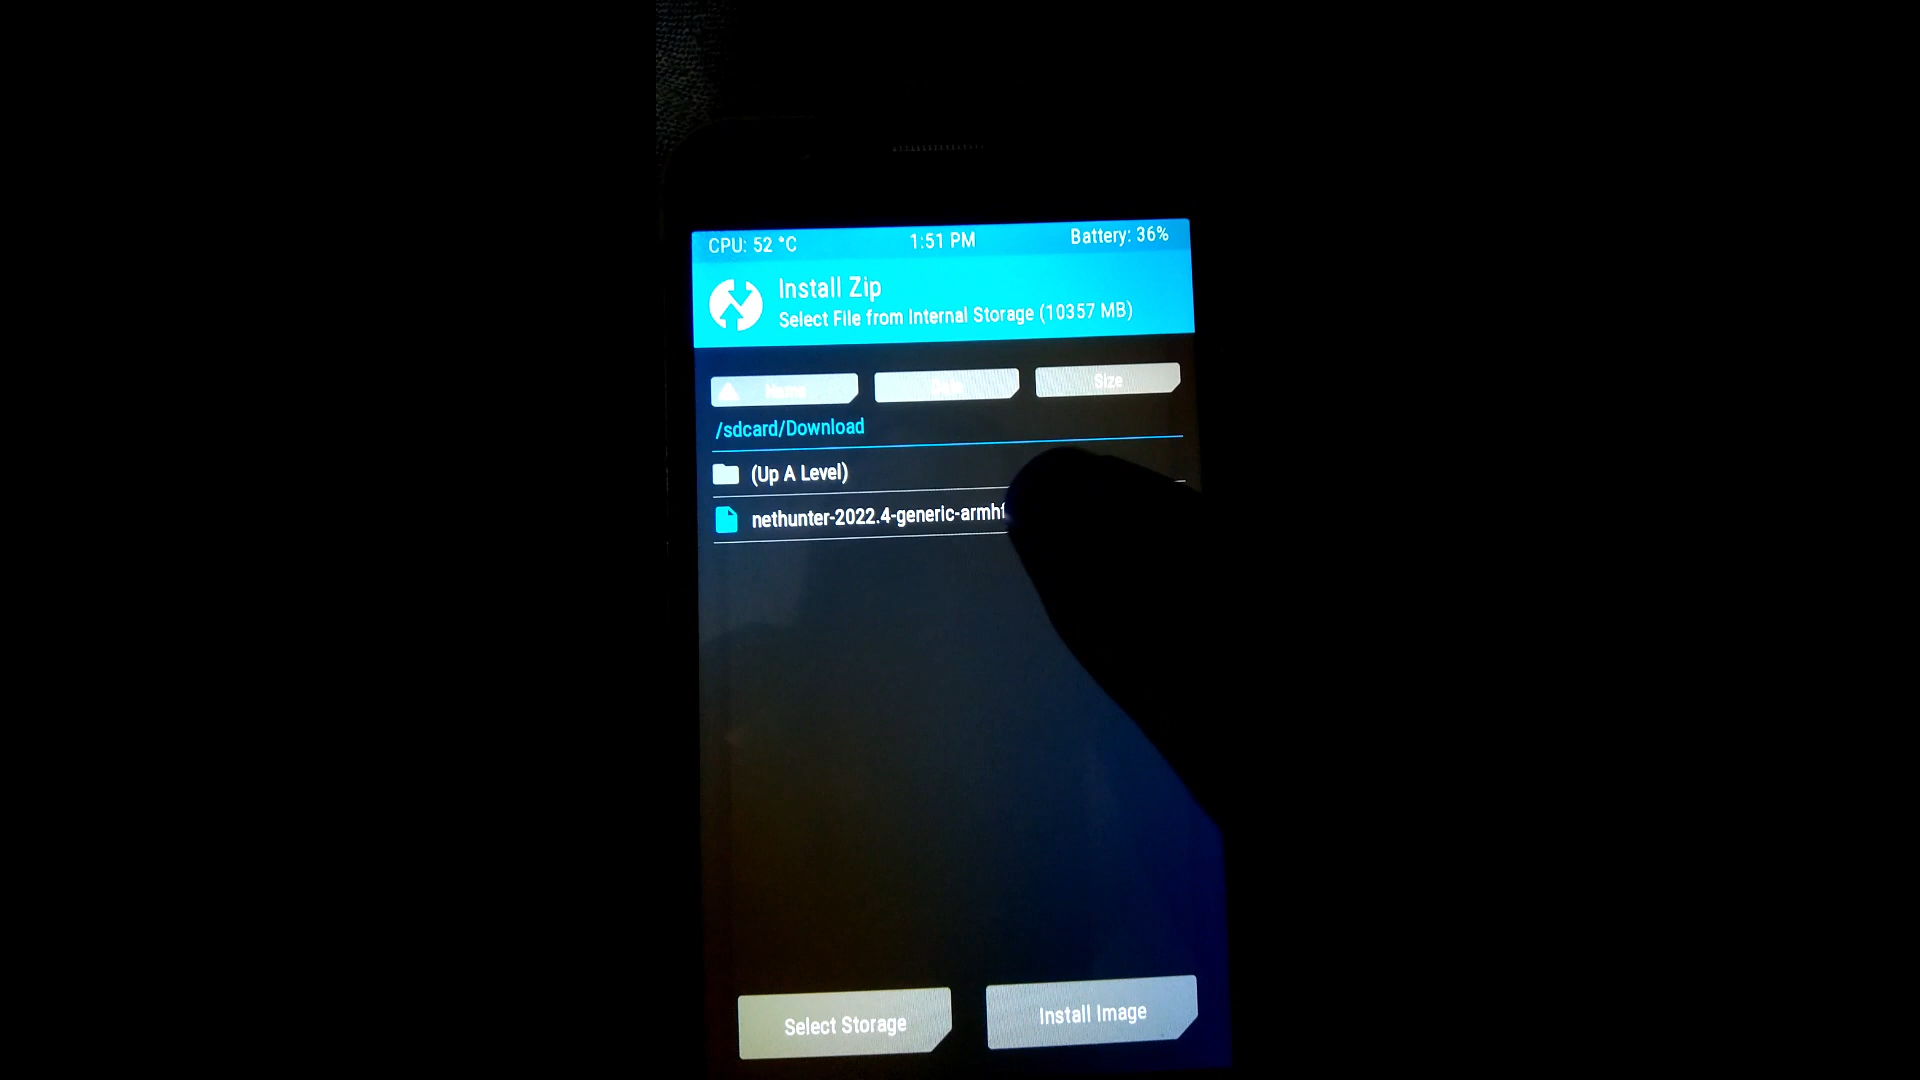 CPU: 52 °C 1:51 PM Battery: 36%
Install Zip
Select File from Internal Storage (10357 MB)
Name Date Size
/sdcard/Download
(Up A Level)
nethunter-2022.4-generic-armhf
Select Storage Install Image